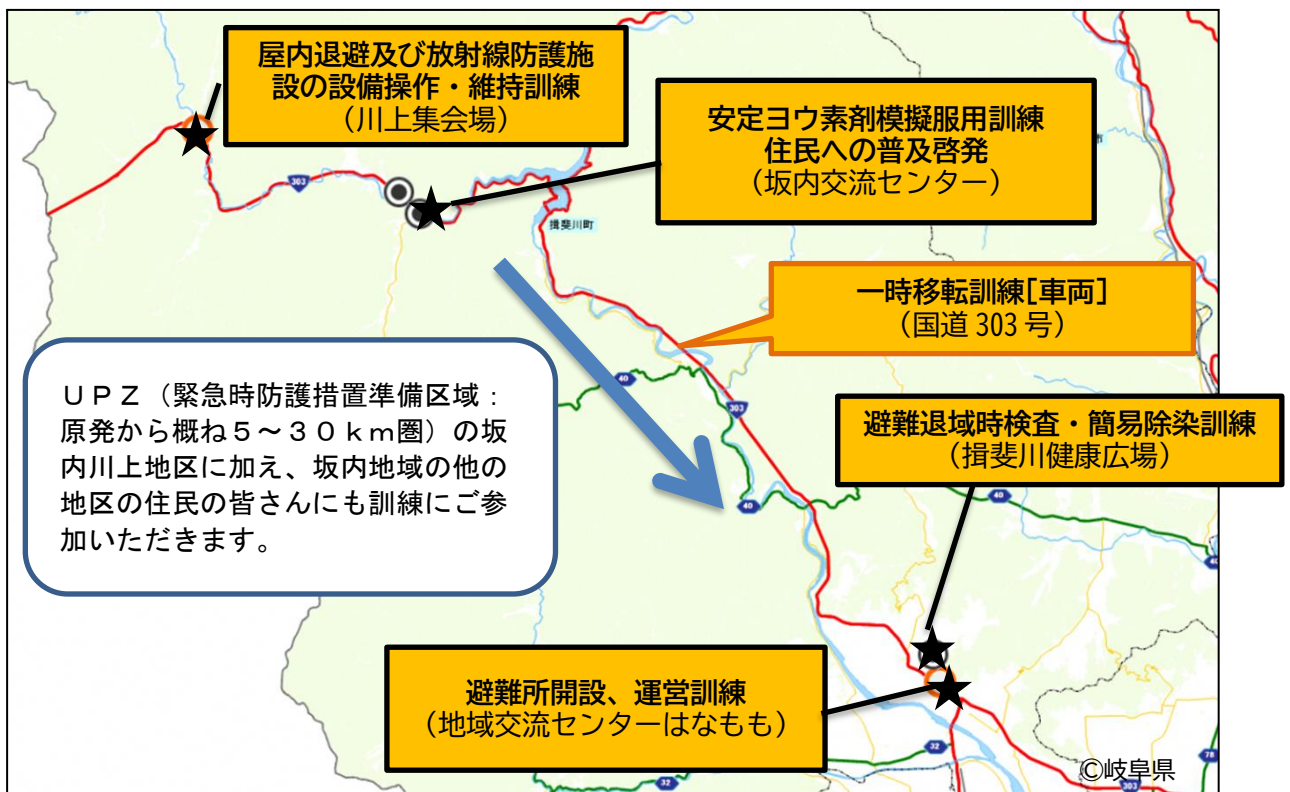 屋内退避及び放射線防護施
設の設備操作・維持訓練
（川上集会場）
安定ヨウ素剤模擬服用訓練
住民への普及啓発
（坂内交流センター）
303
揖斐川町
一時移転訓練[車両]
（国道 303 号）
ＵＰＺ（緊急時防護措置準備区域：
原発から概ね５～３０ｋｍ圏）の坂
内川上地区に加え、坂内地域の他の
地区の住民の皆さんにも訓練にご参
加いただきます。
40
303
避難退域時検査・簡易除染訓練
（揖斐川健康広場）
40
40
避難所開設、運営訓練
（地域交流センターはなもも）
32
32
78
©岐阜県
303